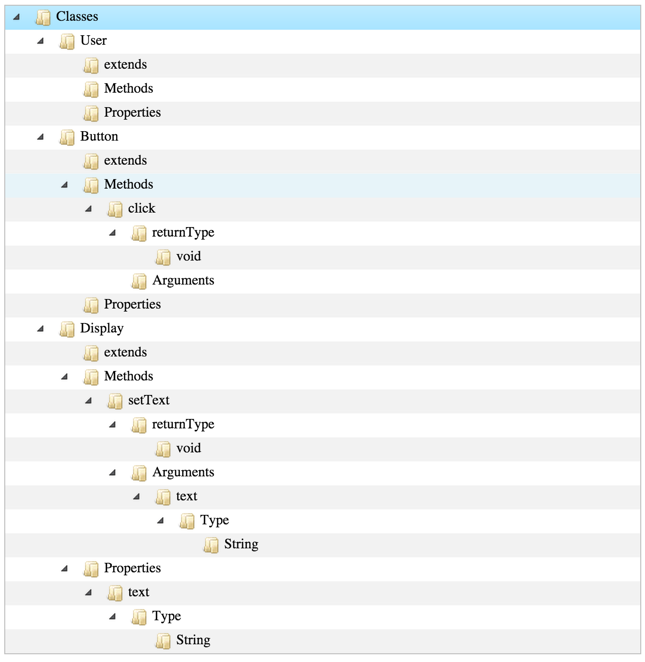 Classes
User
extends
Methods
Properties
Button
extends
Methods
click
returnType
void
Arguments
Properties
Display
extends
Methods
setText
returnType
void
Arguments
text
Type
String
Properties
text
Type
String